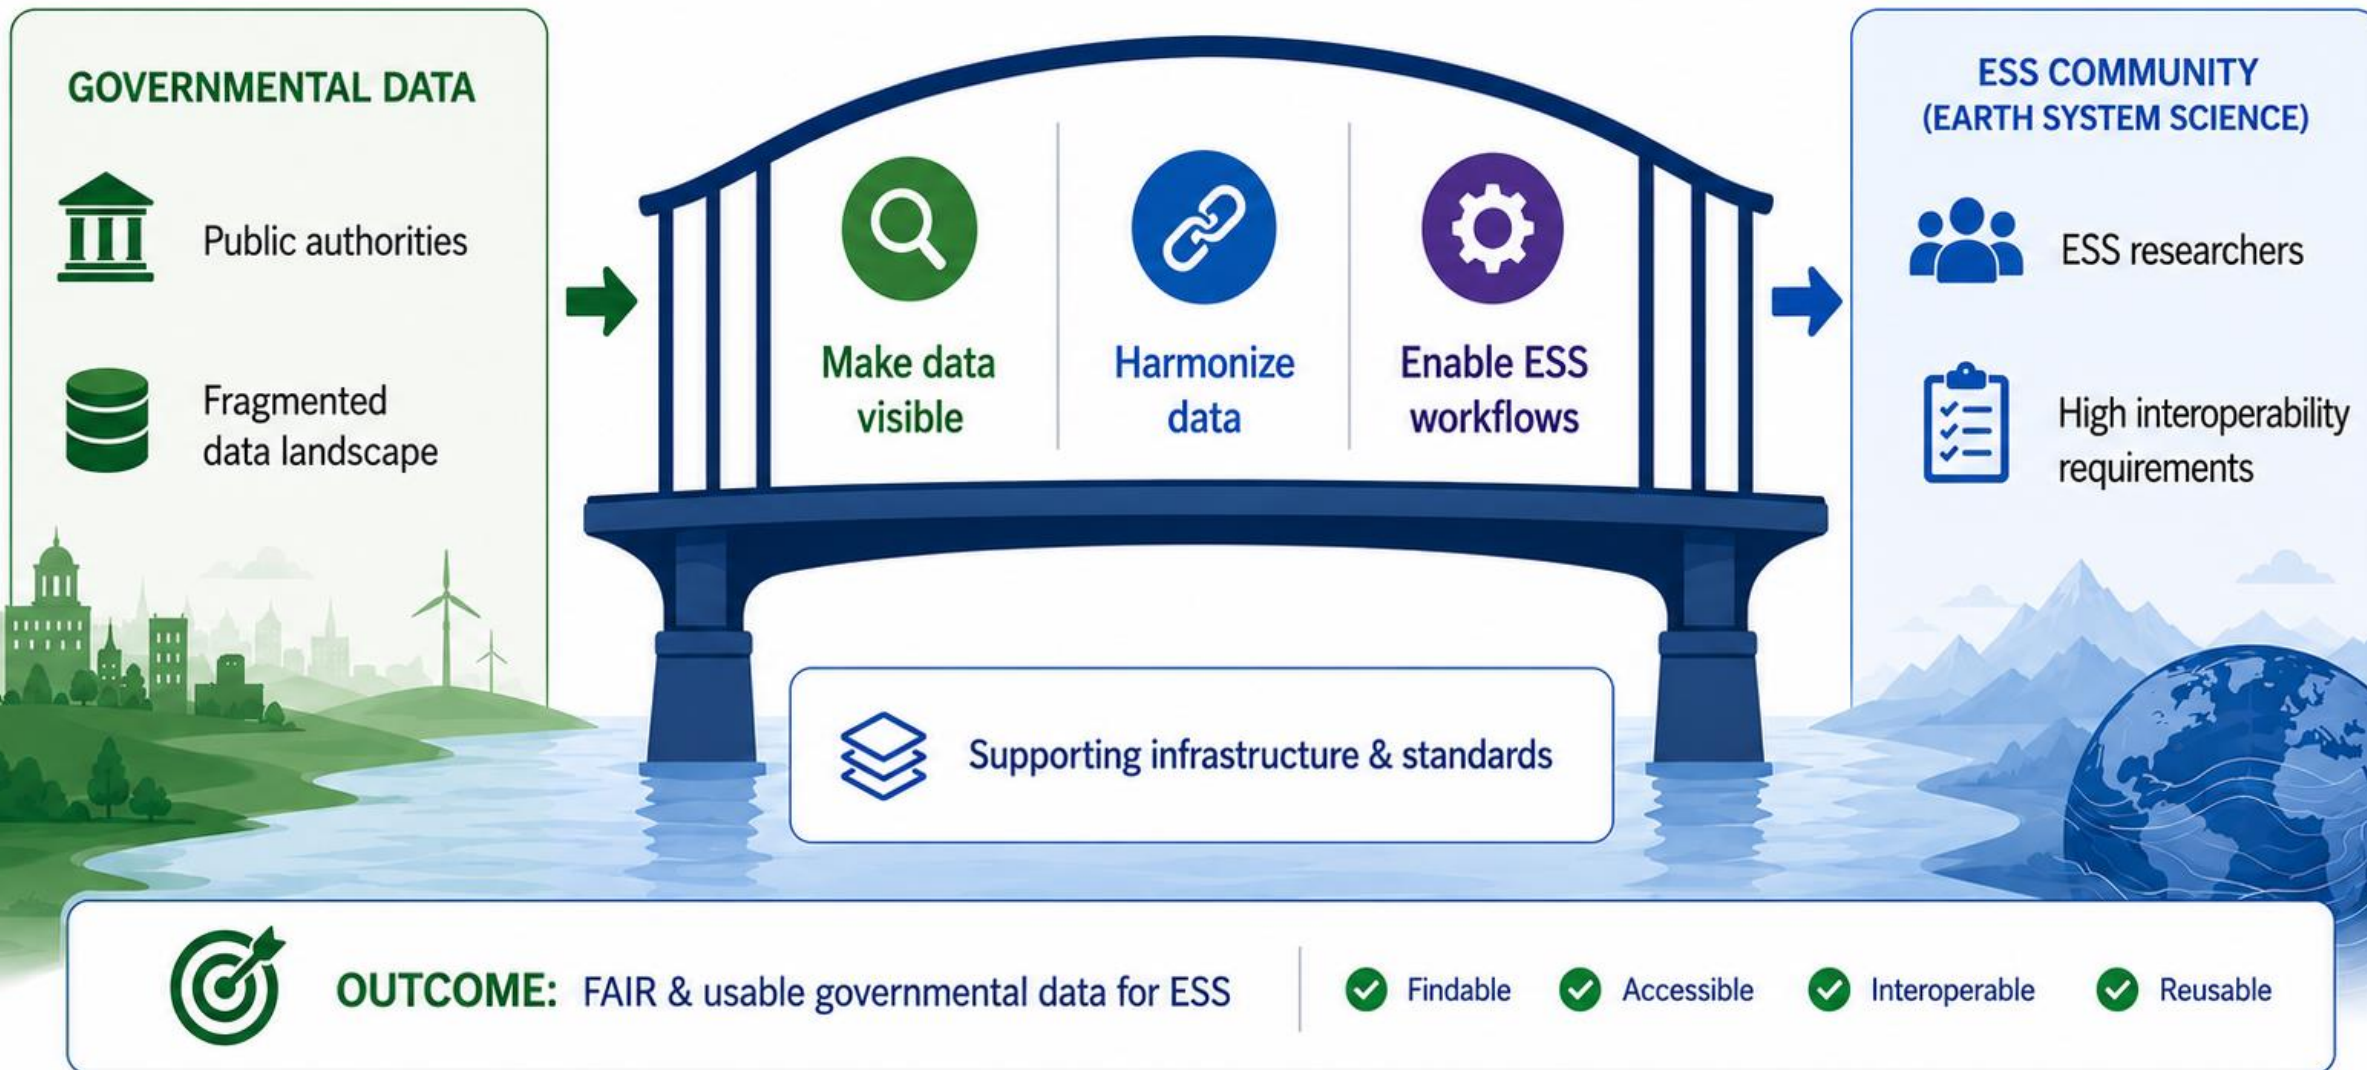 GOVERNMENTAL DATA
Public authorities
Fragmented
data landscape
Make data
visible
Harmonize
data
Enable ESS
workflows
ESS COMMUNITY
(EARTH SYSTEM SCIENCE)
ESS researchers
High interoperability
requirements
Supporting infrastructure & standards
OUTCOME: FAIR & usable governmental data for ESS
Findable
Accessible
Interoperable
Reusable